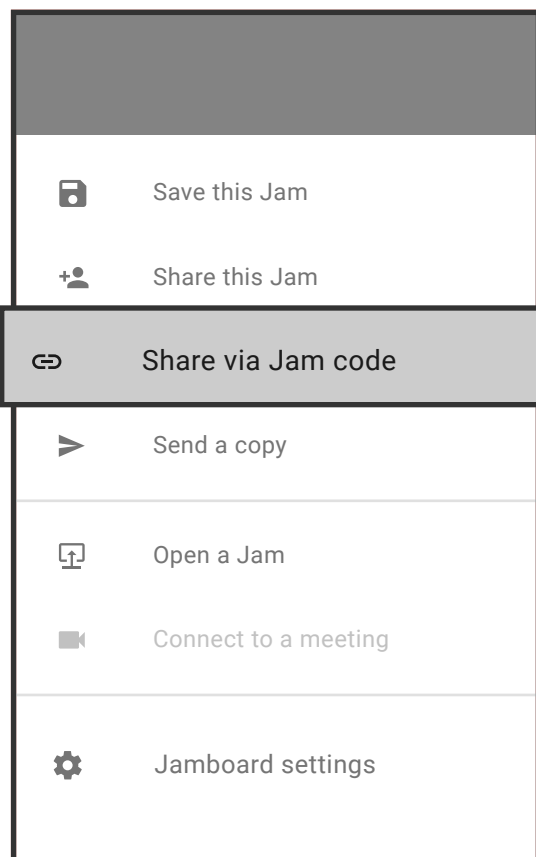 Save this Jam
Share this Jam
Share via Jam code
Send a copy
Open a Jam
Connect to a meeting
Jamboard settings